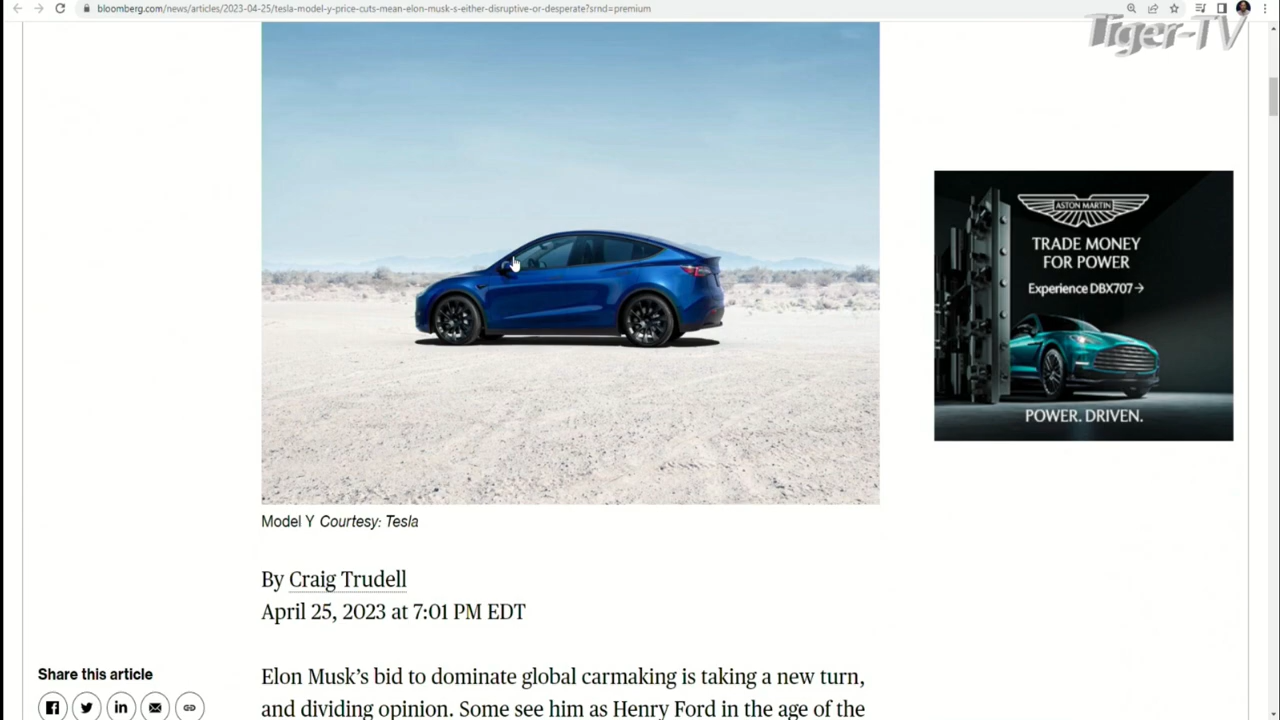 bloomberg.com/news/articles/2023-04-25/tesla-model-y-price-cuts-mean-elon-musk-s-either-disruptive-or-desperate?srnd=premium
Tiger-TV
ASTON MARTIN
TRADE MONEY
FOR POWER
Experience DBX707→
POWER. DRIVEN.
Model Y Courtesy: Tesla
By Craig Trudell
April 25, 2023 at 7:01 PM EDT
Share this article
Elon Musk's bid to dominate global carmaking is taking a new turn,
and dividing opinion. Some see him as Henry Ford in the age of the